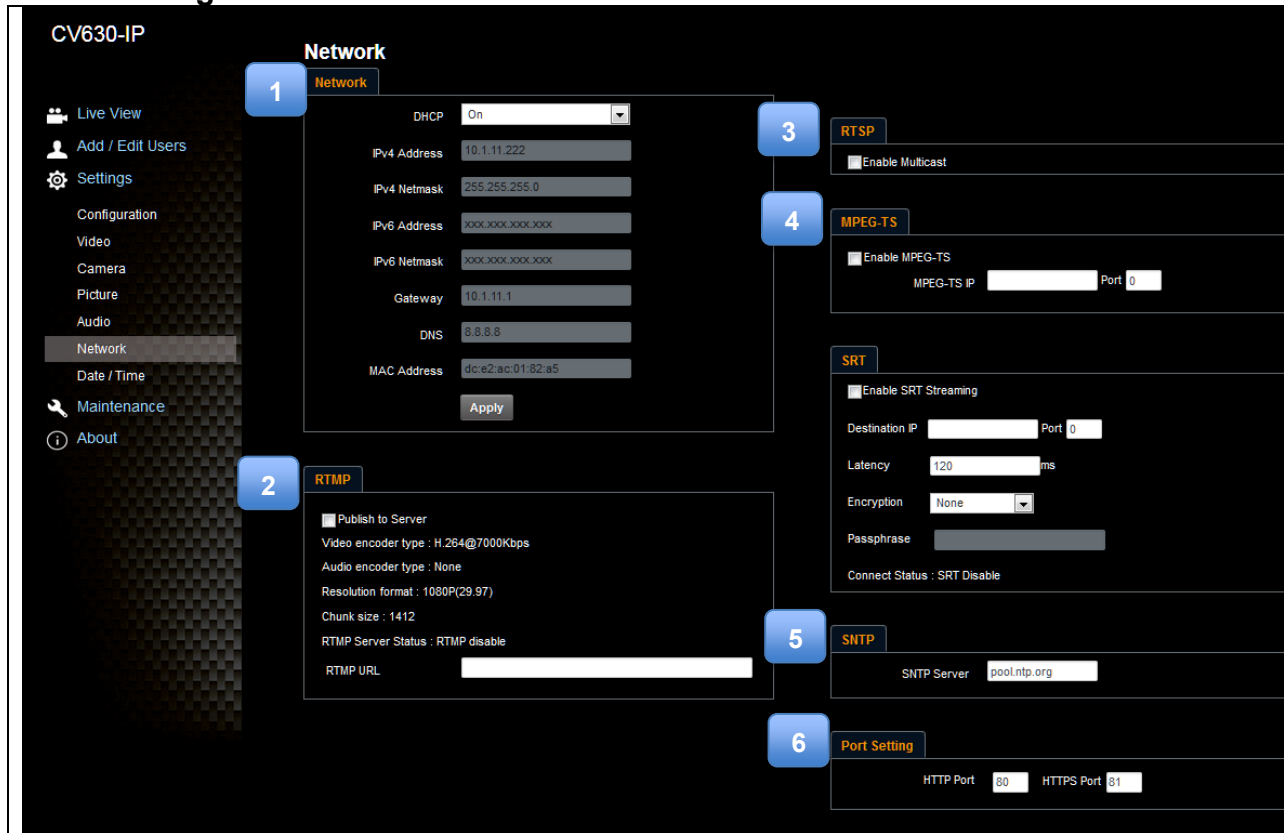 CV630-IP
Live View
Add / Edit Users
Settings
Configuration
Video
Camera
Picture
Audio
Network
Date / Time
Maintenance
About
Network
1
Network
DHCP On
IPv4 Address 10.1.11.222
IPv4 Netmask 255.255.255.0
IPv6 Address xxx.xxx.xxx.xxx
IPv6 Netmask xxx.xxx.xxx.xxx
Gateway 10.1.11.1
DNS 8.8.8.8
MAC Address dc:e2:ac:01:82:a5
Apply
2
RTMP
Publish to Server
Video encoder type : H.264@7000Kbps
Audio encoder type : None
Resolution format : 1080P(29.97)
Chunk size : 1412
RTMP Server Status : RTMP disable
RTMP URL
3
RTSP
Enable Multicast
4
MPEG-TS
Enable MPEG-TS
MPEG-TS IP Port 0
SRT
Enable SRT Streaming
Destination IP Port 0
Latency 120 ms
Encryption None
Passphrase
Connect Status : SRT Disable
5
SNTP
SNTP Server pool.ntp.org
6
Port Setting
HTTP Port 80 HTTPS Port 81